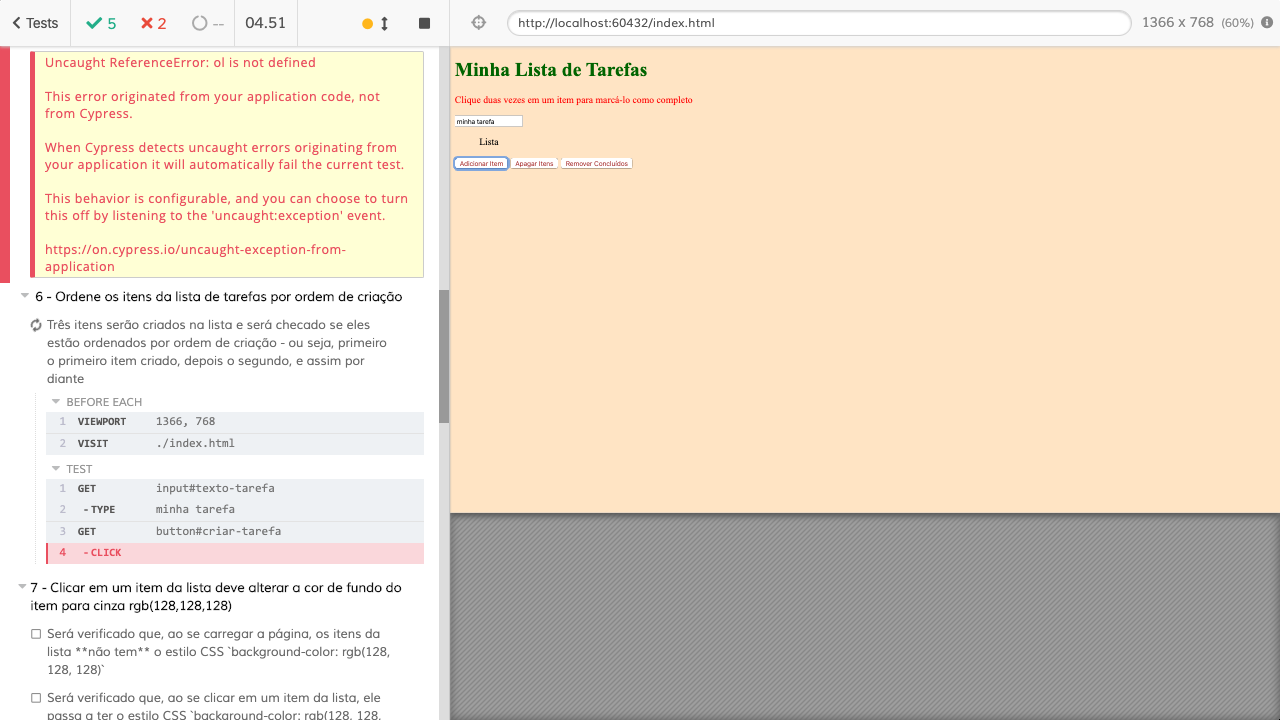 Tests
5
2
--
04.51
http://localhost:60432/index.html
1366 x 768 (60%)
Uncaught ReferenceError: ol is not defined
This error originated from your application code, not
from Cypress.
When Cypress detects uncaught errors originating from
your application it will automatically fail the current test.
This behavior is configurable, and you can choose to turn
this off by listening to the 'uncaught:exception' event.
https://on.cypress.io/uncaught-exception-from-
application
6 - Ordene os itens da lista de tarefas por ordem de criação
Três itens serão criados na lista e será checado se eles
estão ordenados por ordem de criação - ou seja, primeiro
o primeiro item criado, depois o segundo, e assim por
diante
BEFORE EACH
1 VIEWPORT 1366, 768
2 VISIT ./index.html
TEST
1 GET input#texto-tarefa
2 -TYPE minha tarefa
3 GET button#criar-tarefa
4 -CLICK
7 - Clicar em um item da lista deve alterar a cor de fundo do
item para cinza rgb(128,128,128)
Será verificado que, ao se carregar a página, os itens da
lista **não tem** o estilo CSS `background-color: rgb(128,
128, 128)`
Será verificado que, ao se clicar em um item da lista, ele
passa a ter o estilo CSS `background-color: rgb(128, 128,
Minha Lista de Tarefas
Clique duas vezes em um item para marcá-lo como completo
minha tarefa
Lista
Adicionar Item Apagar Itens Remover Concluídos